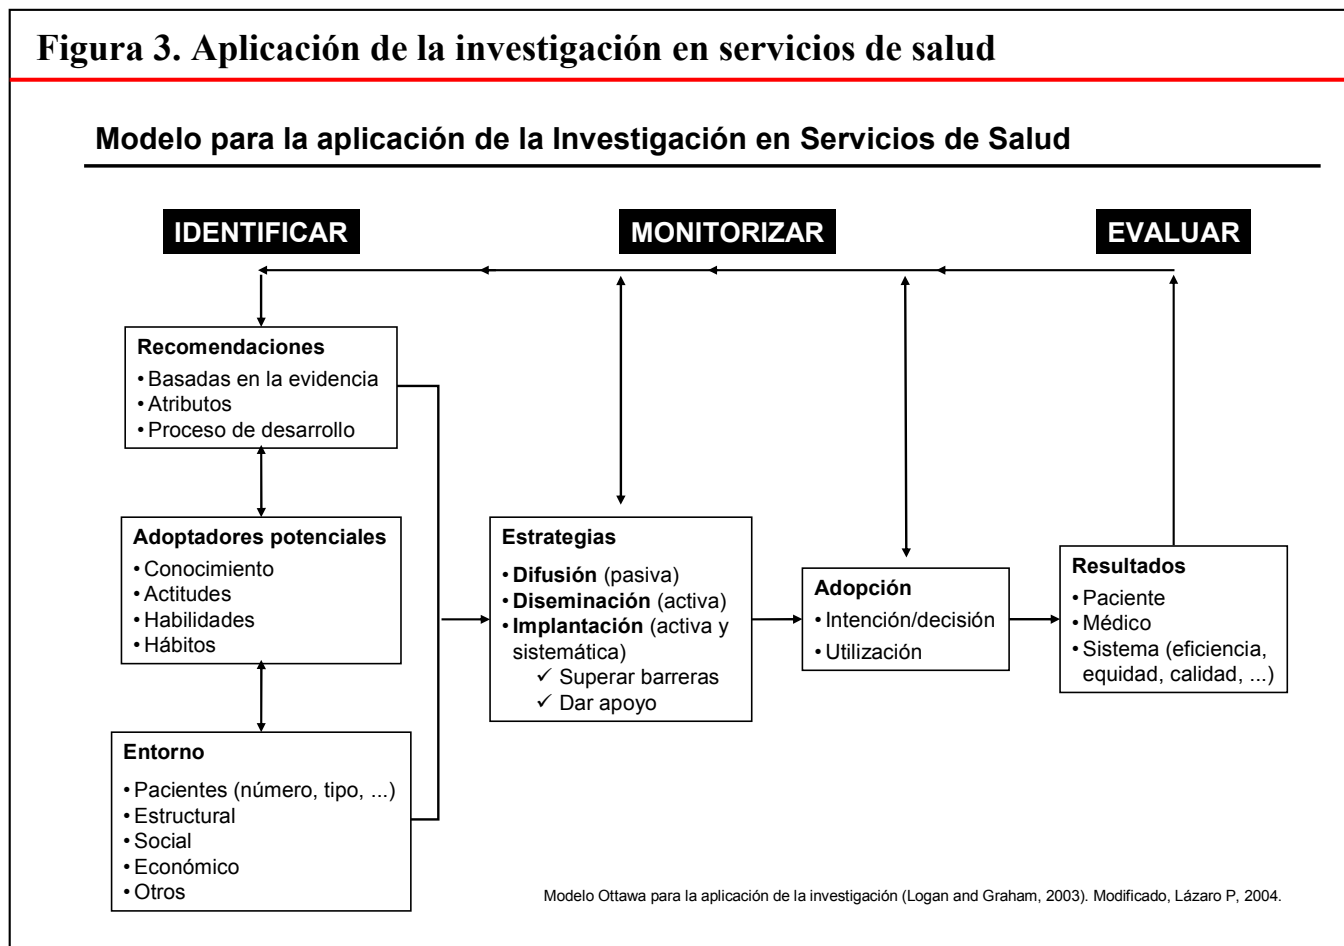 Figura 3. Aplicación de la investigación en servicios de salud
Modelo para la aplicación de la Investigación en Servicios de Salud
IDENTIFICAR
MONITORIZAR
EVALUAR
Recomendaciones
• Basadas en la evidencia
• Atributos
• Proceso de desarrollo
Adoptadores potenciales
• Conocimiento
• Actitudes
• Habilidades
• Hábitos
Entorno
• Pacientes (número, tipo, ...)
• Estructural
• Social
• Económico
• Otros
Estrategias
• Difusión (pasiva)
• Diseminación (activa)
• Implantación (activa y
sistemática)
✓ Superar barreras
✓ Dar apoyo
Adopción
• Intención/decisión
• Utilización
Resultados
• Paciente
• Médico
• Sistema (eficiencia,
equidad, calidad, ...)
Modelo Ottawa para la aplicación de la investigación (Logan and Graham, 2003). Modificado, Lázaro P, 2004.